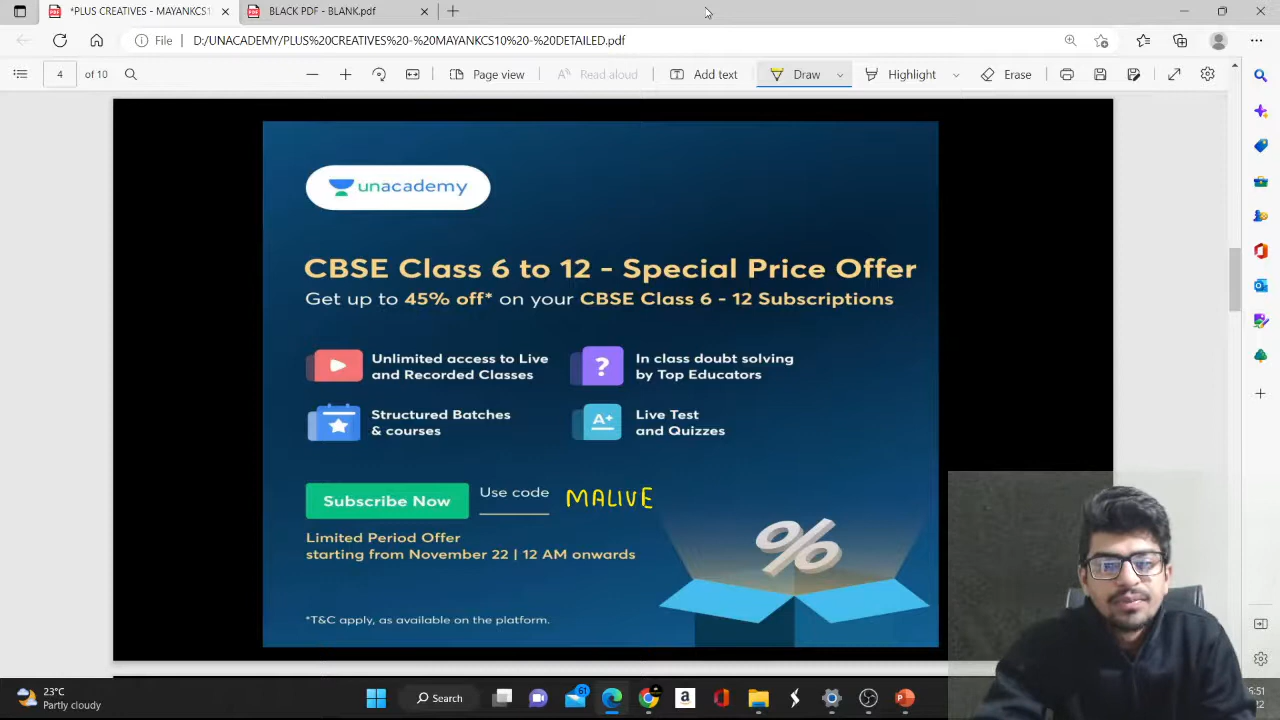 *PLUS CREATIVES - MAYANKCS1
BLACK PDF - BLANK.pdf
File D:/UNACADEMY/PLUS%20CREATIVES%20-%20MAYANKCS10%20-%20DETAILED.pdf
4 of 10
Page view
Read aloud
Add text
Draw
Highlight
Erase
unacademy
CBSE Class 6 to 12 - Special Price Offer
Get up to 45% off* on your CBSE Class 6 - 12 Subscriptions
Unlimited access to Live
and Recorded Classes
?
In class doubt solving
by Top Educators
Structured Batches
& courses
A+
Live Test
and Quizzes
Subscribe Now
Use code MALIVE
Limited Period Offer
starting from November 22 | 12 AM onwards
%
*T&C apply, as available on the platform.
23°C
Partly cloudy
Search
61